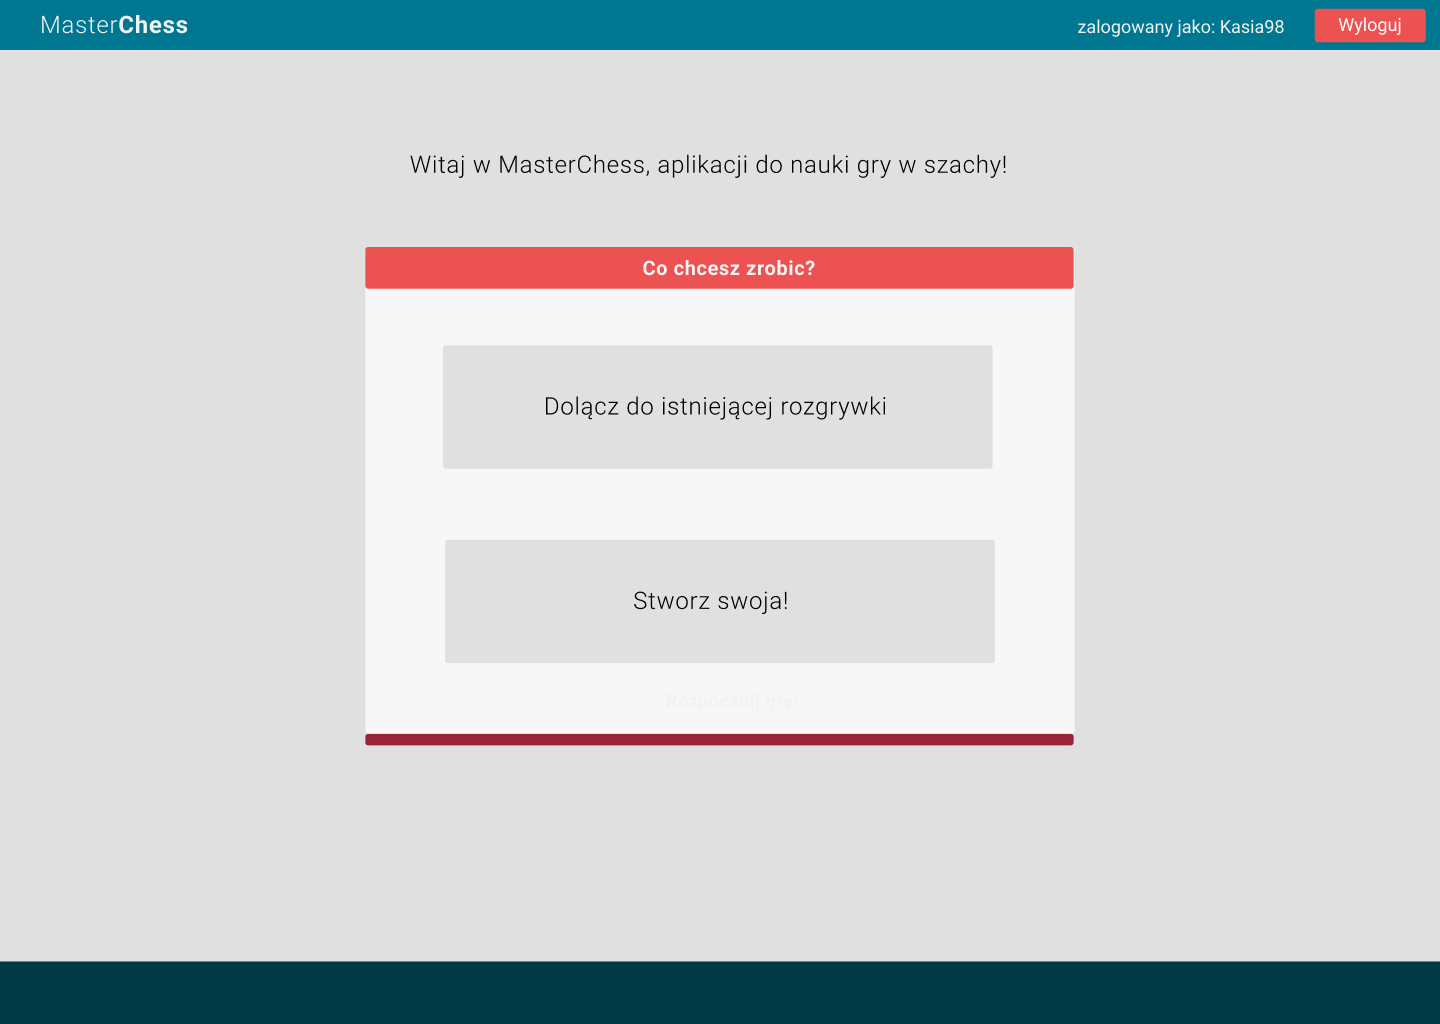 MasterChess
zalogowany jako: Kasia98
Wyloguj
Witaj w MasterChess, aplikacji do nauki gry w szachy!
Co chcesz zrobic?
Dolącz do istniejącej rozgrywki
Stworz swoja!
Rozpocznij grę!